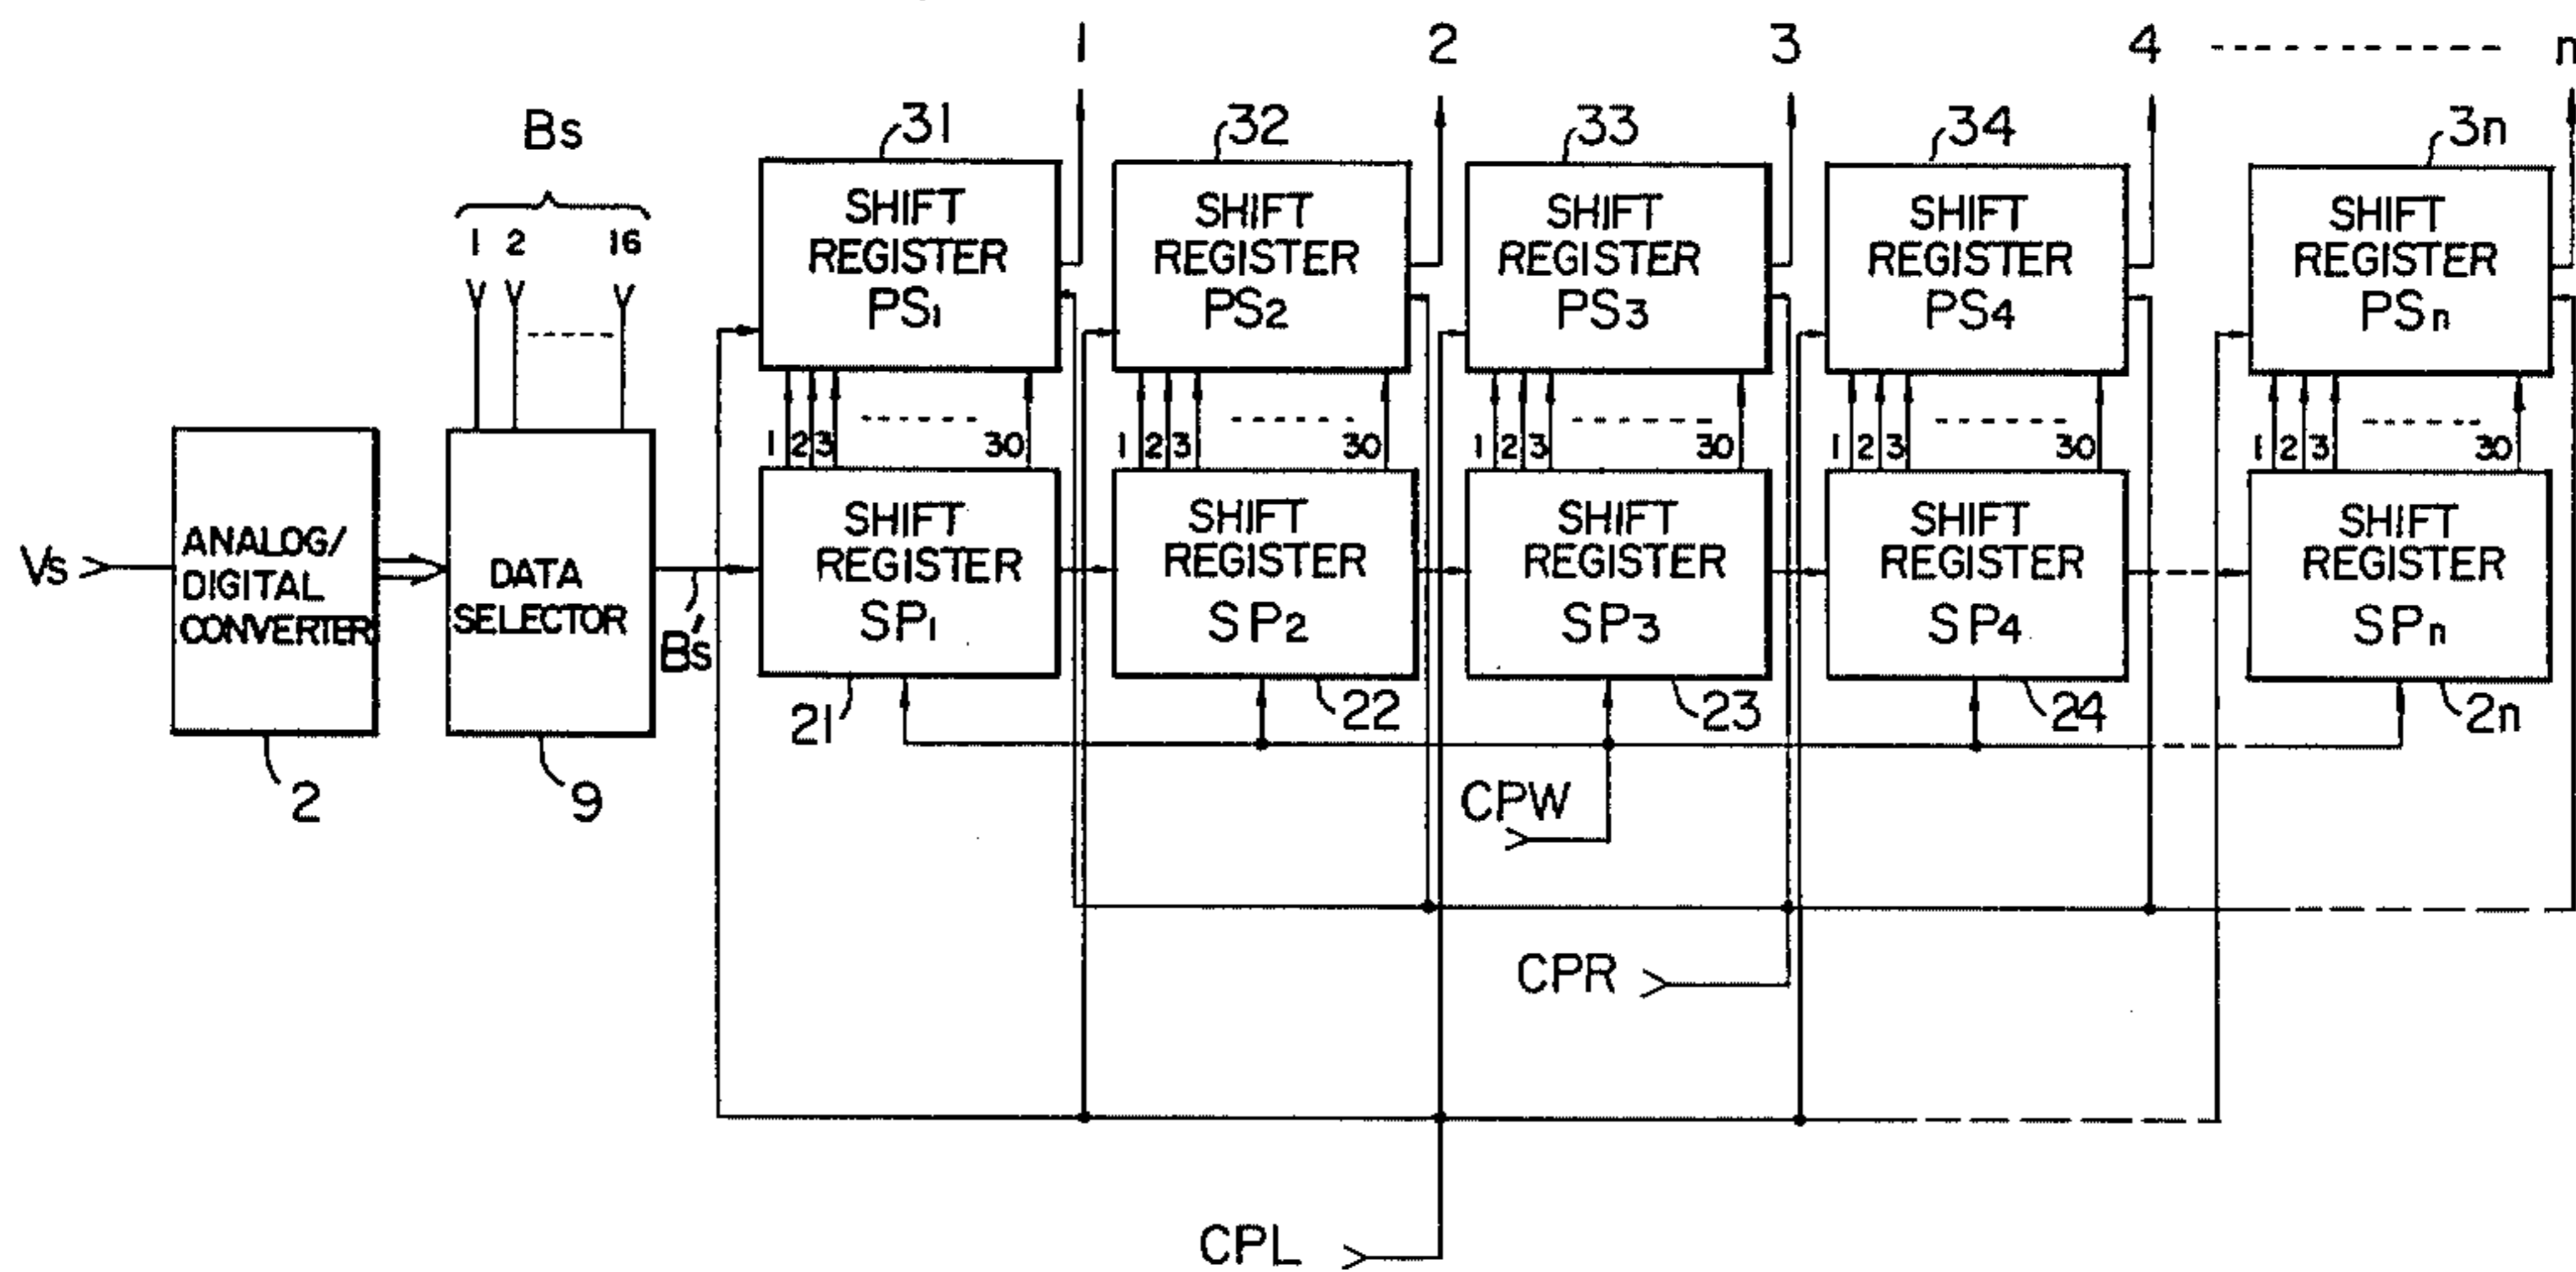 1 2 3 4 n
Bs
1 2 16
31 32 33 34 3n
SHIFT REGISTER PS1
SHIFT REGISTER PS2
SHIFT REGISTER PS3
SHIFT REGISTER PS4
SHIFT REGISTER PSn
1 2 3 30
1 2 3 30
1 2 3 30
1 2 3 30
1 2 3 30
Vs
ANALOG/
DIGITAL
CONVERTER
DATA
SELECTOR
Bs'
SHIFT REGISTER SP1
SHIFT REGISTER SP2
SHIFT REGISTER SP3
SHIFT REGISTER SP4
SHIFT REGISTER SPn
2 9 21 22 23 24 2n
CPW
CPR
CPL